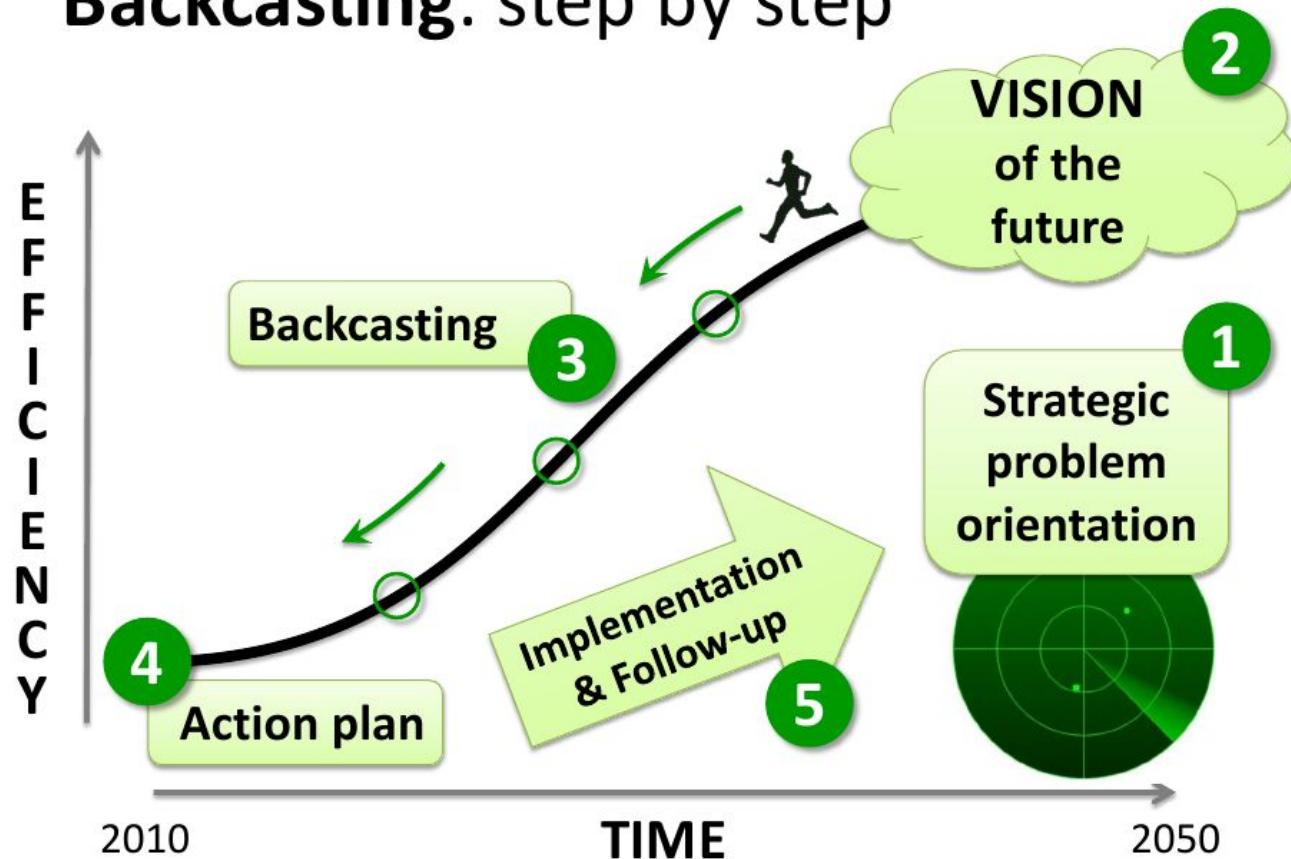 Backcasting: step by step
2
VISION
of the
future
EFFICIENCY
Backcasting
3
1
Strategic
problem
orientation
Implementation
& Follow-up
5
4
Action plan
2010
TIME
2050